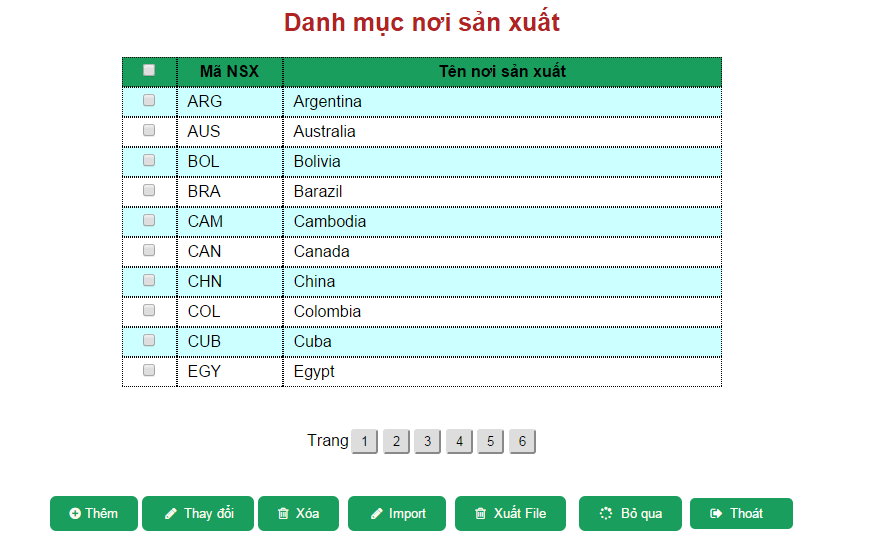 Danh mục nơi sản xuất
Mã NSX Tên nơi sản xuất
ARG Argentina
AUS Australia
BOL Bolivia
BRA Barazil
CAM Cambodia
CAN Canada
CHN China
COL Colombia
CUB Cuba
EGY Egypt
Trang 1 2 3 4 5 6
Thêm Thay đổi Xóa Import Xuất File Bỏ qua Thoát